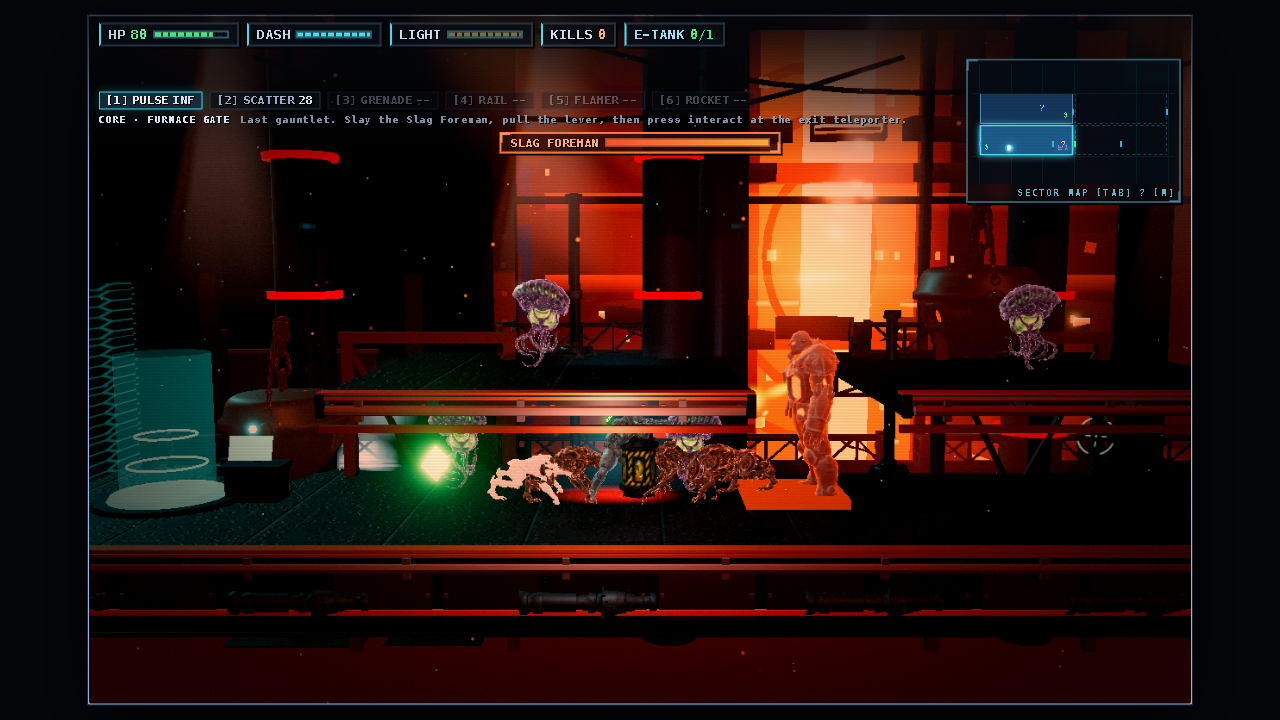 HP 80 DASH LIGHT KILLS 0 E-TANK 0/1
[1] PULSE INF [2] SCATTER 28 [3] GRENADE -- [4] RAIL -- [5] FLAMER -- [6] ROCKET --
CORE · FURNACE GATE Last gauntlet. Slay the Slag Foreman, pull the lever, then press interact at the exit teleporter.
SLAG FOREMAN
?
3
3
SECTOR MAP [TAB] ? [M]